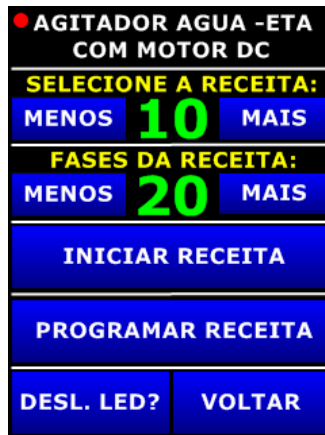 AGITADOR AGUA -ETA
COM MOTOR DC
SELECIONE A RECEITA:
MENOS 10 MAIS
FASES DA RECEITA:
MENOS 20 MAIS
INICIAR RECEITA
PROGRAMAR RECEITA
DESL. LED? VOLTAR